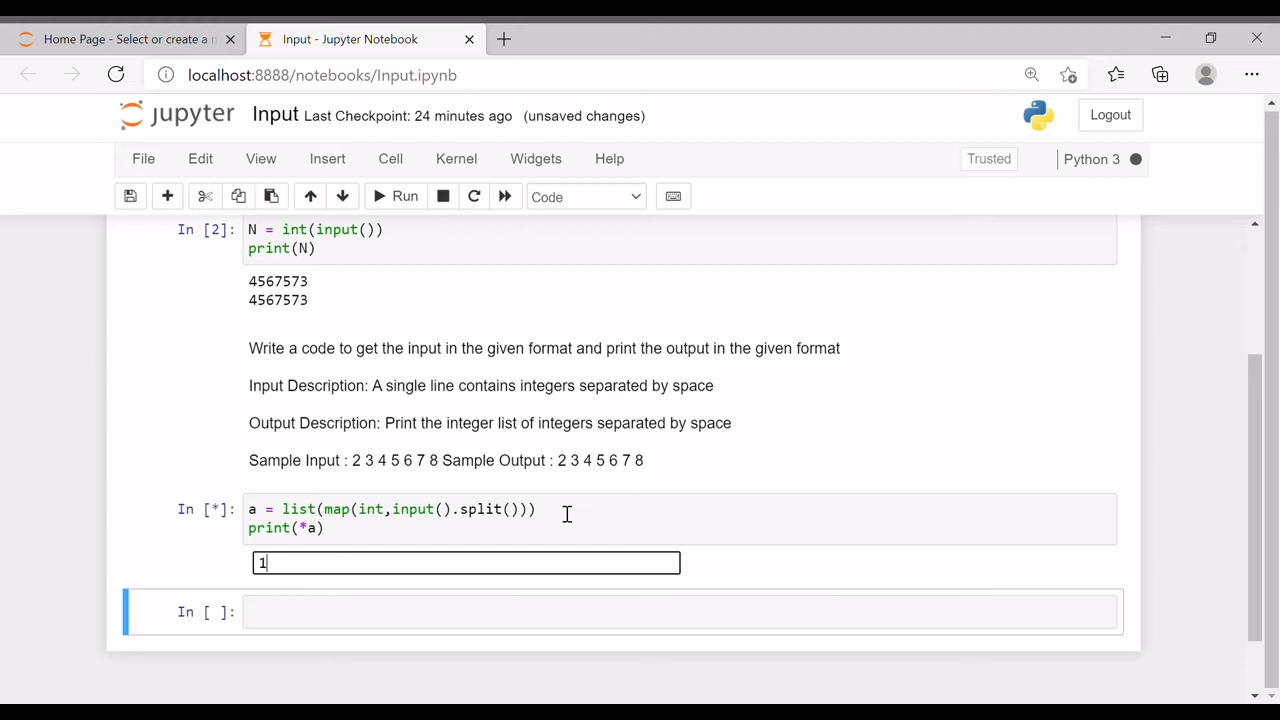 Home Page - Select or create a n
Input - Jupyter Notebook
localhost:8888/notebooks/Input.ipynb
jupyter Input Last Checkpoint: 24 minutes ago (unsaved changes) Logout
File Edit View Insert Cell Kernel Widgets Help Trusted Python 3
Run Code
In [2]: N = int(input())
print(N)
4567573
4567573
Write a code to get the input in the given format and print the output in the given format
Input Description: A single line contains integers separated by space
Output Description: Print the integer list of integers separated by space
Sample Input : 2 3 4 5 6 7 8 Sample Output : 2 3 4 5 6 7 8
In [*]: a = list(map(int,input().split()))
print(*a)
1
In [ ]: